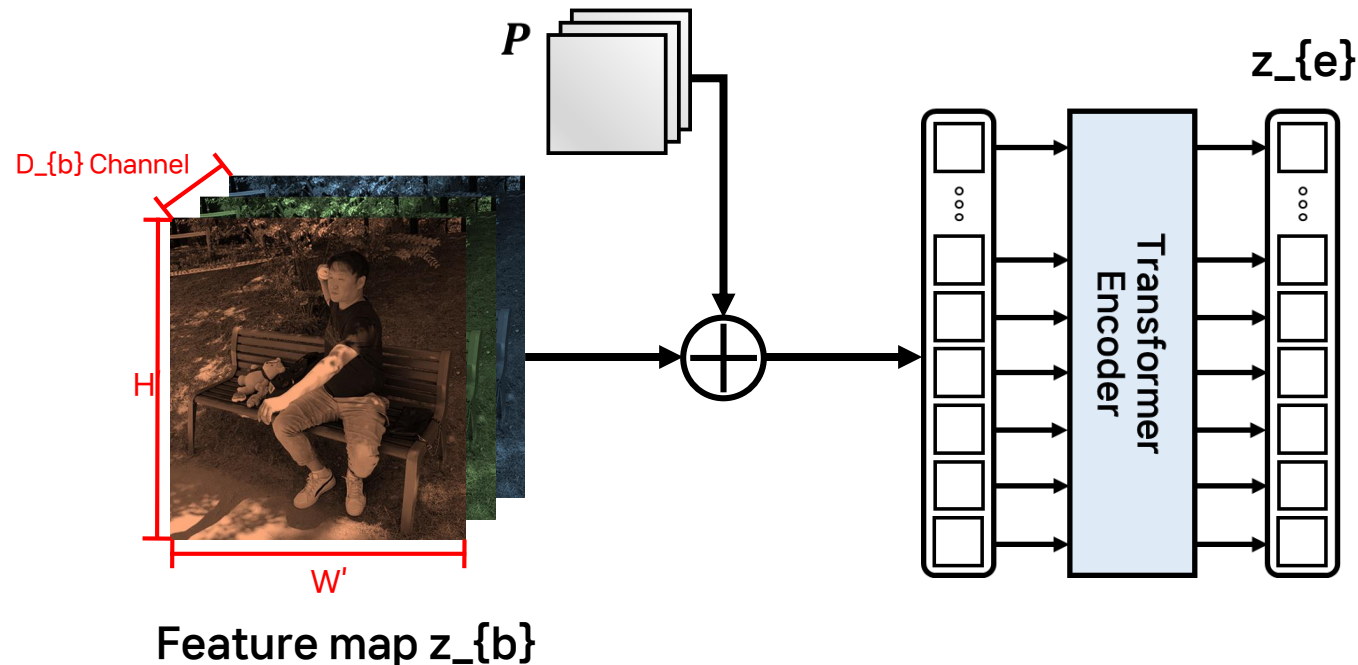 P
z_{e}
D_{b} Channel
H'
W'
Transformer
Encoder
Feature map z_{b}